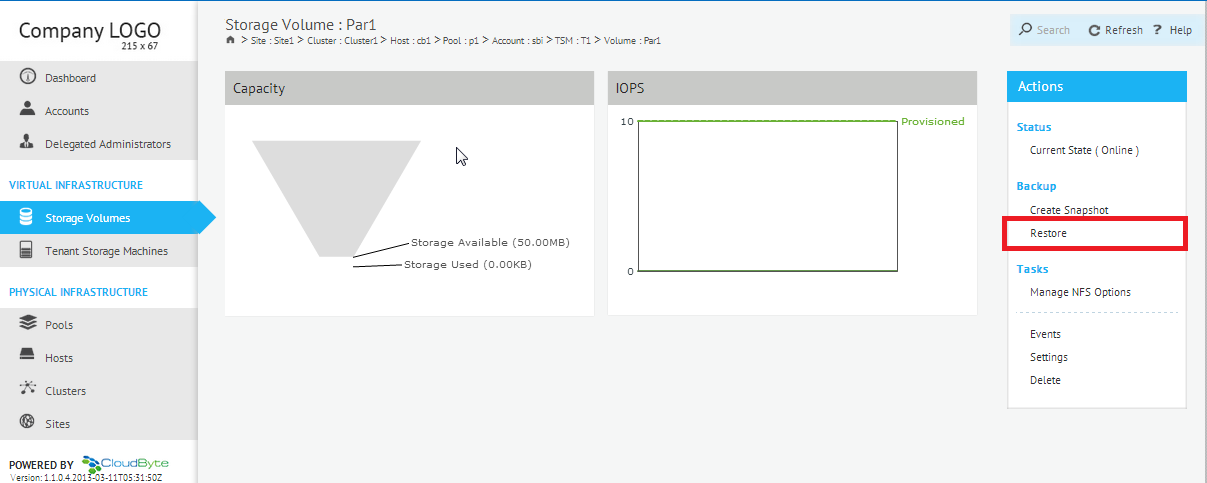 Company LOGO
215 x 67
Dashboard
Accounts
Delegated Administrators
VIRTUAL INFRASTRUCTURE
Storage Volumes
Tenant Storage Machines
PHYSICAL INFRASTRUCTURE
Pools
Hosts
Clusters
Sites
POWERED BY CloudByte
Version: 1.1.0.4.2013-03-11T05:31:50Z
Storage Volume : Par1
> Site : Site1 > Cluster : Cluster1 > Host : cb1 > Pool : p1 > Account : sbi > TSM : T1 > Volume : Par1
Search Refresh ? Help
Capacity
Storage Available (50.00MB)
Storage Used (0.00KB)
IOPS
10
Provisioned
0
Actions
Status
Current State ( Online )
Backup
Create Snapshot
Restore
Tasks
Manage NFS Options
Events
Settings
Delete